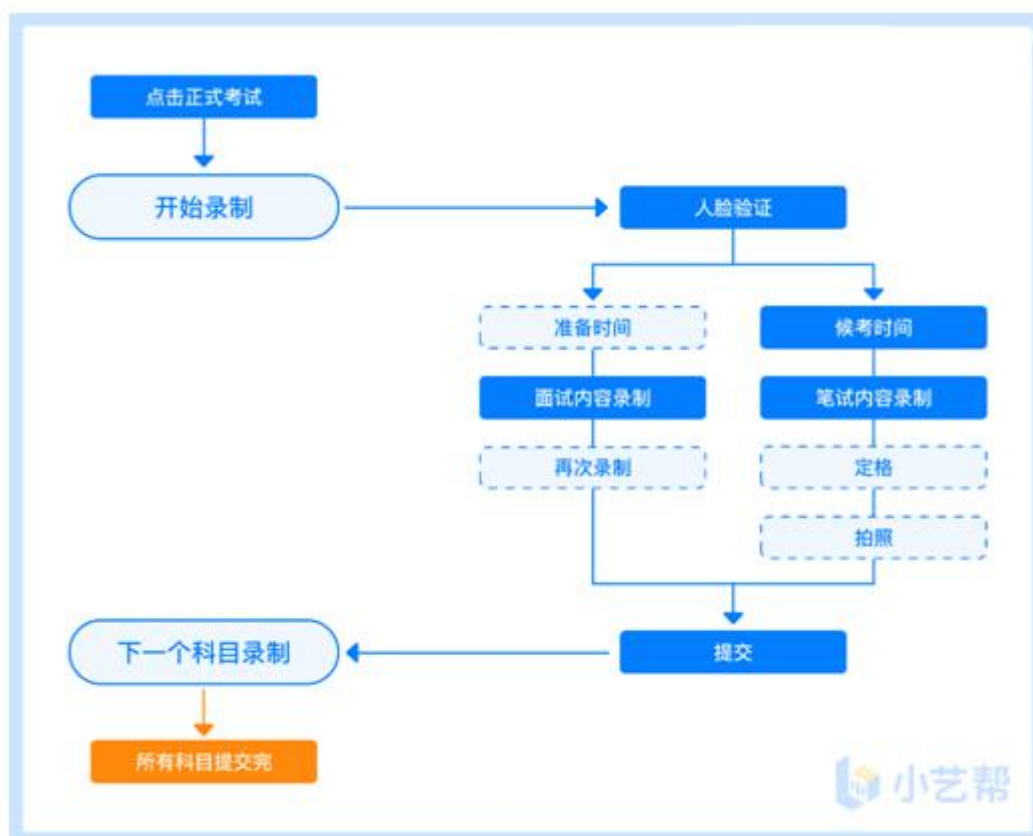 点击正式考试
开始录制
人脸验证
准备时间
候考时间
面试内容录制
笔试内容录制
再次录制
定格
拍照
下一个科目录制
提交
所有科目提交完
小艺帮